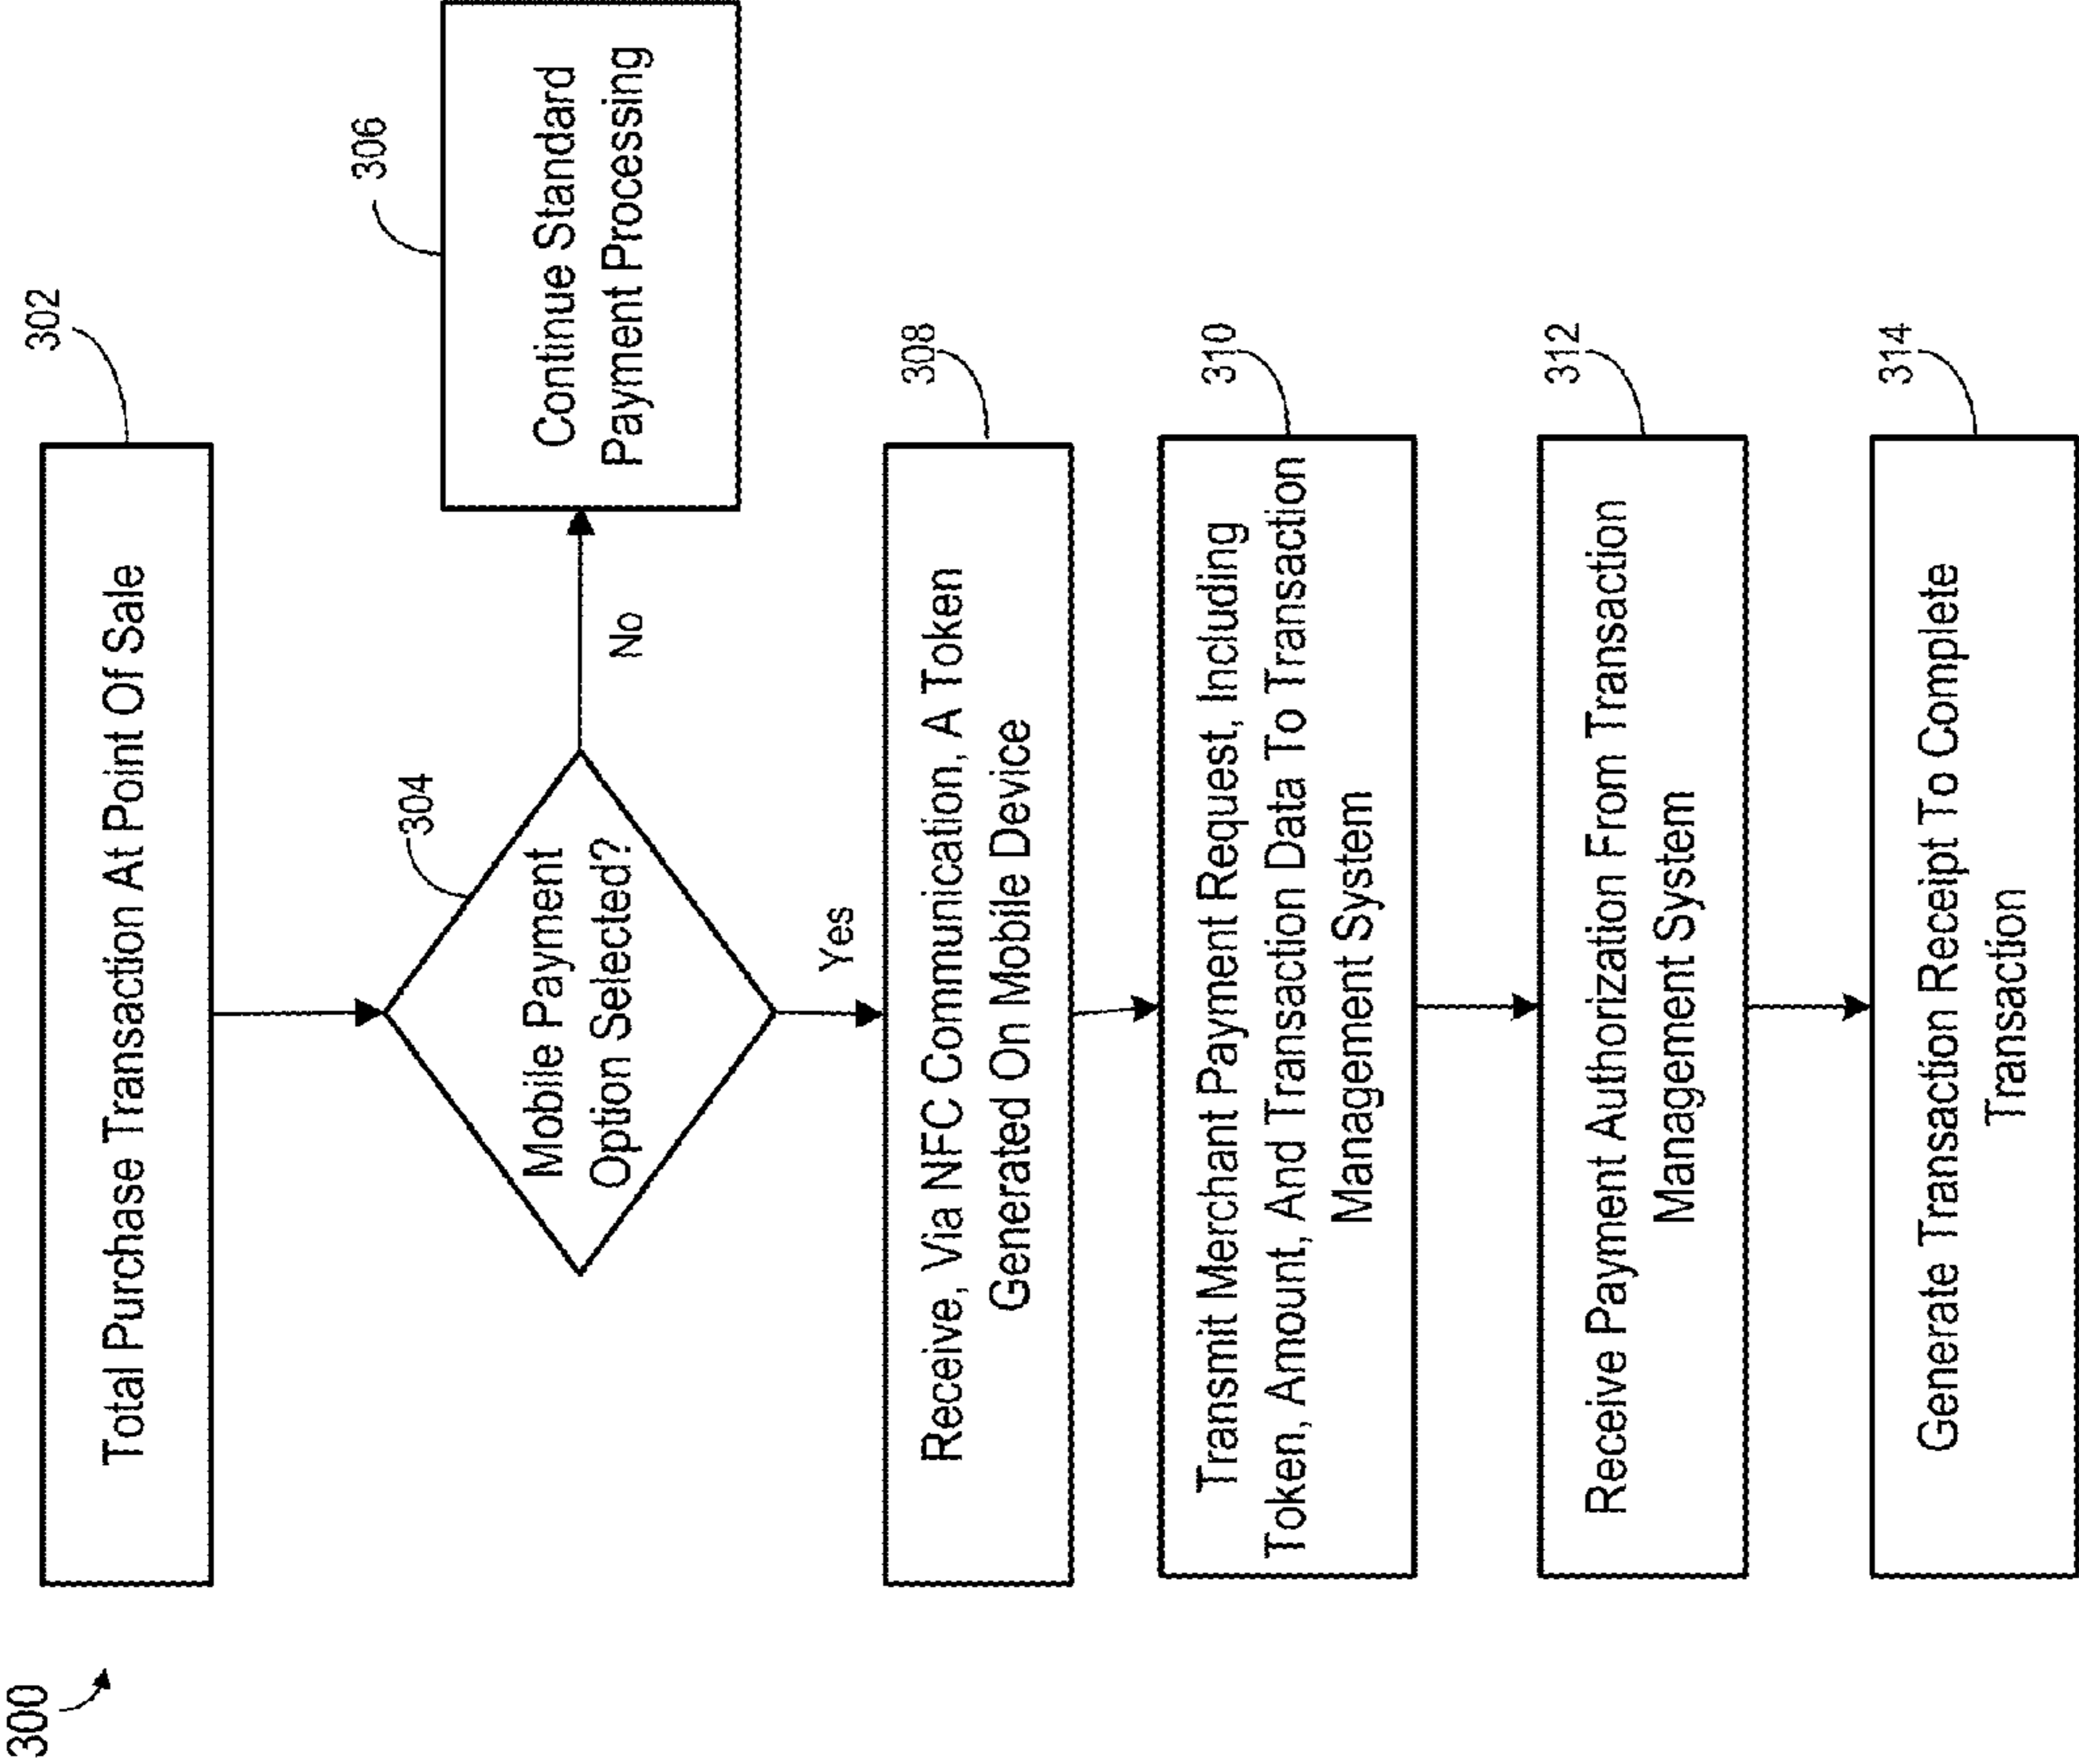 300
302
Total Purchase Transaction At Point Of Sale
304
Mobile Payment
Option Selected?
No
306
Continue Standard
Payment Processing
Yes
308
Receive, Via NFC Communication, A Token
Generated On Mobile Device
310
Transmit Merchant Payment Request, Including
Token, Amount, And Transaction Data To Transaction
Management System
312
Receive Payment Authorization From Transaction
Management System
314
Generate Transaction Receipt To Complete
Transaction